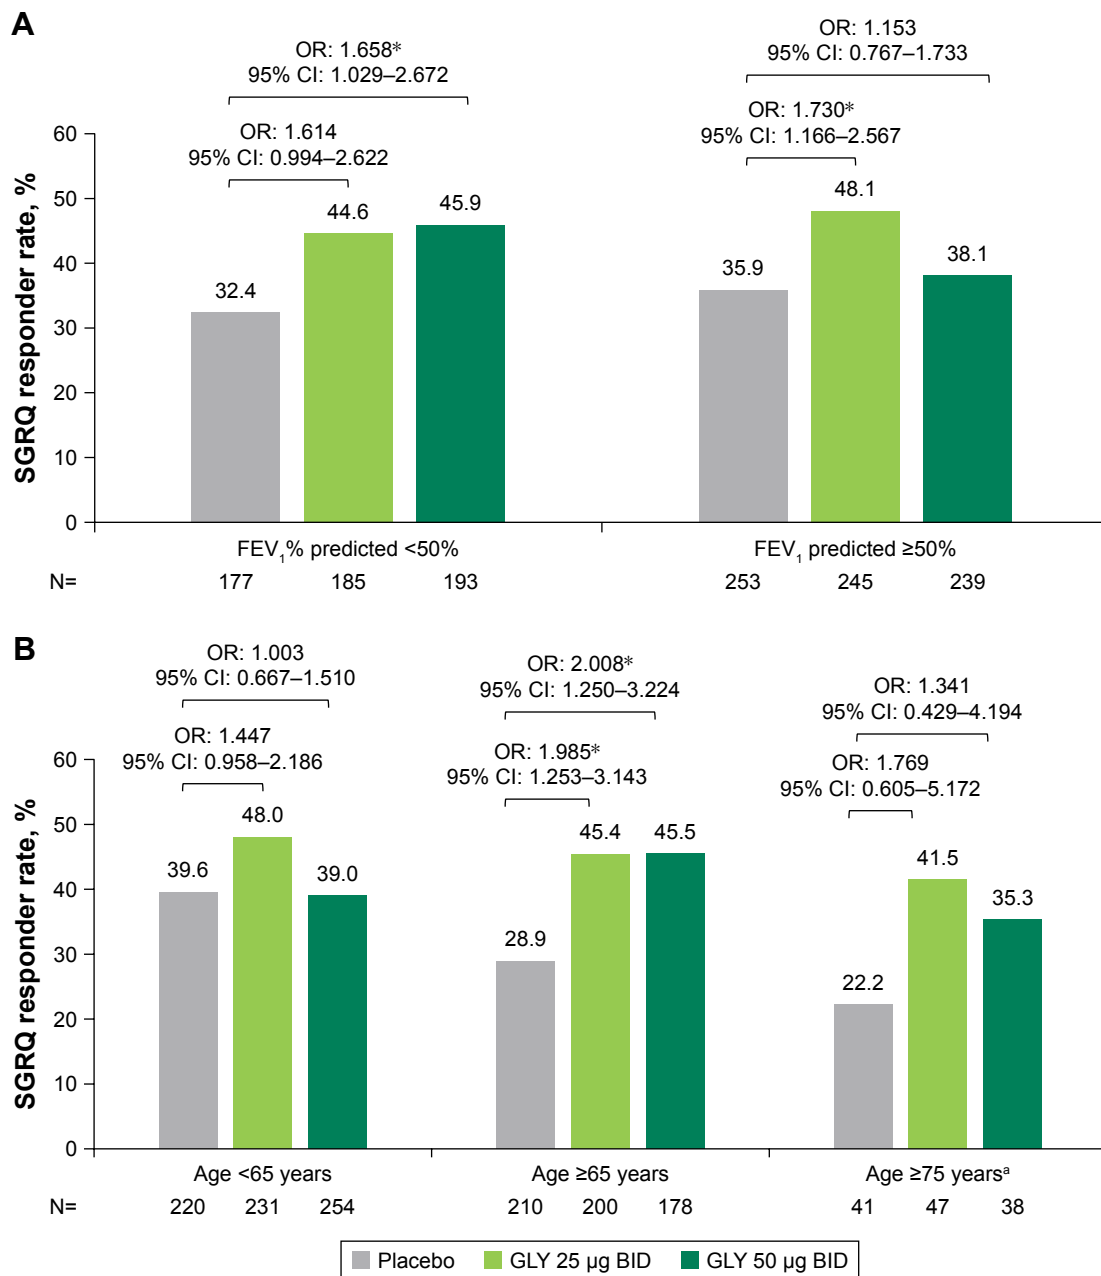 A
OR: 1.658*
95% CI: 1.029–2.672
OR: 1.614
95% CI: 0.994–2.622
OR: 1.153
95% CI: 0.767–1.733
OR: 1.730*
95% CI: 1.166–2.567
SGRQ responder rate, %
60
50
40
30
20
10
0
32.4
44.6
45.9
35.9
48.1
38.1
FEV1% predicted <50%
FEV1 predicted ≥50%
N= 177 185 193 253 245 239
B
OR: 1.003
95% CI: 0.667–1.510
OR: 1.447
95% CI: 0.958–2.186
OR: 2.008*
95% CI: 1.250–3.224
OR: 1.985*
95% CI: 1.253–3.143
OR: 1.341
95% CI: 0.429–4.194
OR: 1.769
95% CI: 0.605–5.172
SGRQ responder rate, %
60
50
40
30
20
10
0
39.6
48.0
39.0
28.9
45.4
45.5
22.2
41.5
35.3
Age <65 years
Age ≥65 years
Age ≥75 yearsª
N= 220 231 254 210 200 178 41 47 38
Placebo GLY 25 µg BID GLY 50 µg BID